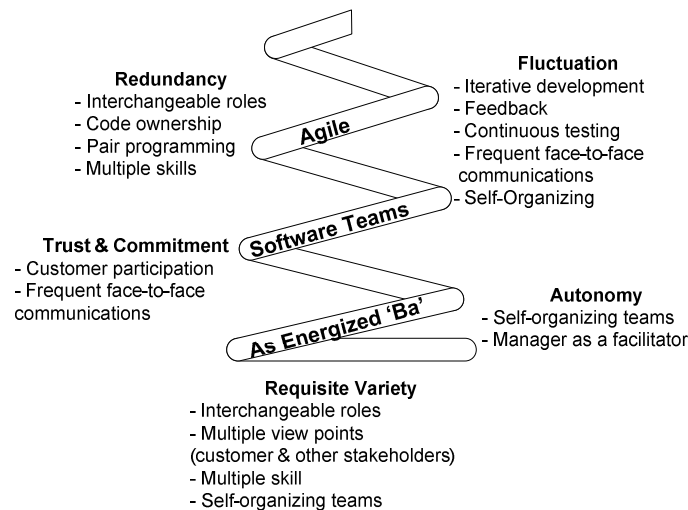 Redundancy
- Interchangeable roles
- Code ownership
- Pair programming
- Multiple skills
Fluctuation
- Iterative development
- Feedback
- Continuous testing
- Frequent face-to-face
communications
- Self-Organizing
Agile
Software Teams
As Energized ‘Ba’
Trust & Commitment
- Customer participation
- Frequent face-to-face
communications
Autonomy
- Self-organizing teams
- Manager as a facilitator
Requisite Variety
- Interchangeable roles
- Multiple view points
(customer & other stakeholders)
- Multiple skill
- Self-organizing teams